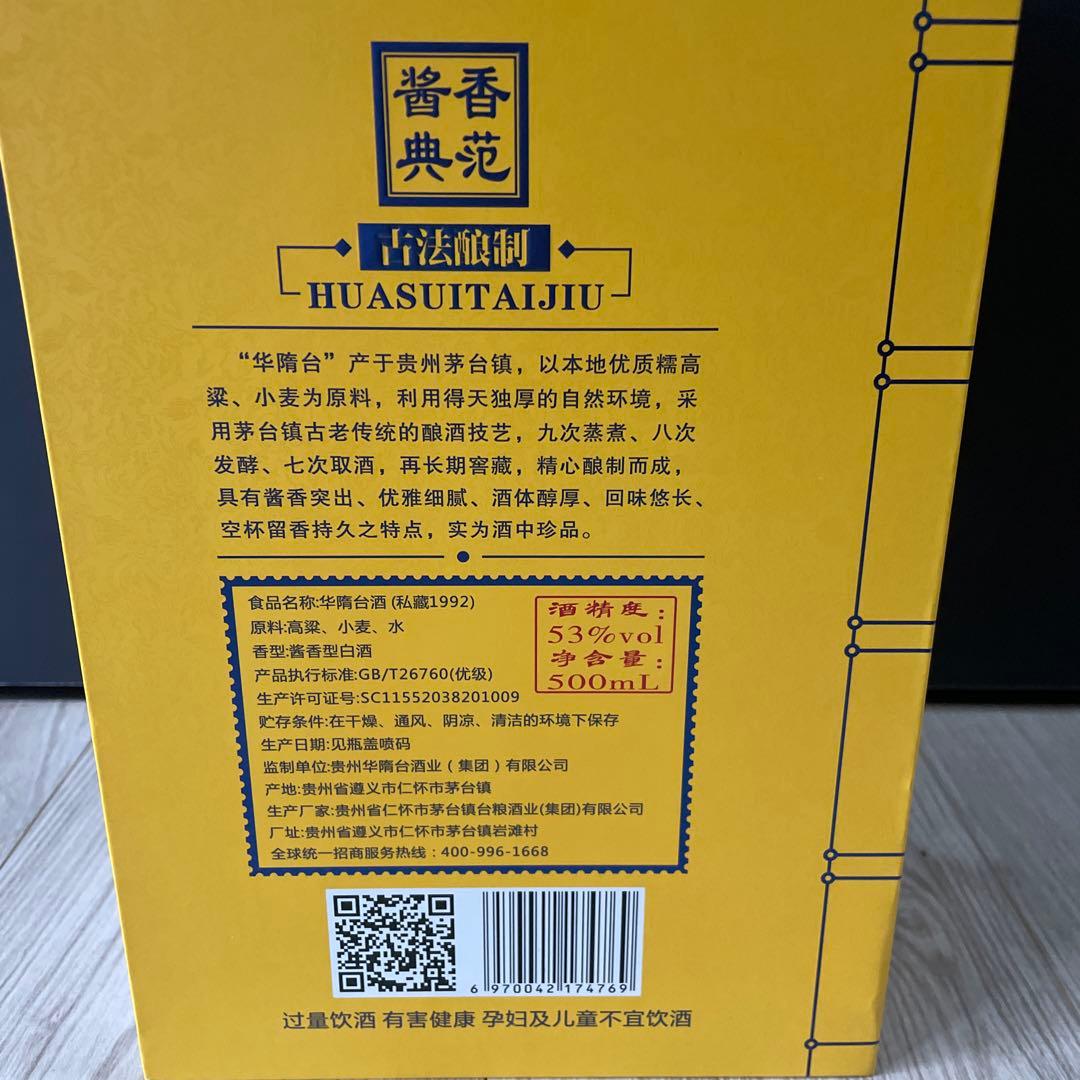 酱香
典范
古法酿制
HUASUITAIJIU
“华隋台”产于贵州茅台镇，以本地优质糯高
粱、小麦为原料，利用得天独厚的自然环境，采
用茅台镇古老传统的酿酒技艺，九次蒸煮、八次
发酵、七次取酒，再长期窖藏，精心酿制而成，
具有酱香突出、优雅细腻、酒体醇厚、回味悠长、
空杯留香持久之特点，实为酒中珍品。
食品名称:华隋台酒 (私藏1992)
原料:高粱、小麦、水
香型:酱香型白酒
产品执行标准:GB/T26760(优级)
生产许可证号:SC11552038201009
贮存条件:在干燥、通风、阴凉、清洁的环境下保存
生产日期:见瓶盖喷码
监制单位:贵州华隋台酒业（集团）有限公司
产地:贵州省遵义市仁怀市茅台镇
生产厂家:贵州省仁怀市茅台镇台粮酒业(集团)有限公司
厂址:贵州省遵义市仁怀市茅台镇岩滩村
全球统一招商服务热线：400-996-1668
酒精度：
53%vol
净含量：
500mL
6 970042 174769
过量饮酒 有害健康 孕妇及儿童不宜饮酒